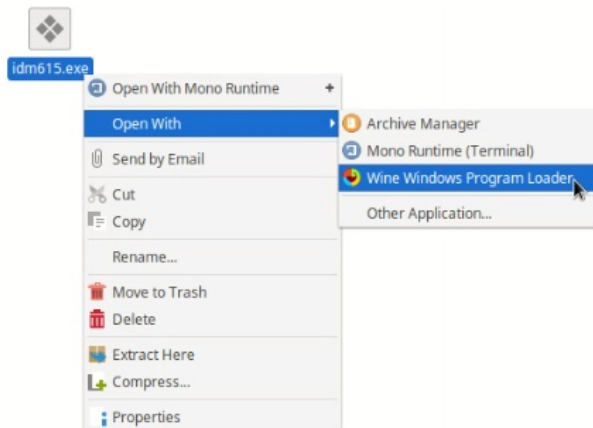 idm615.exe
Open With Mono Runtime +
Open With
Send by Email
Cut
Copy
Rename...
Move to Trash
Delete
Extract Here
Compress...
Properties
Archive Manager
Mono Runtime (Terminal)
Wine Windows Program Loader
Other Application...